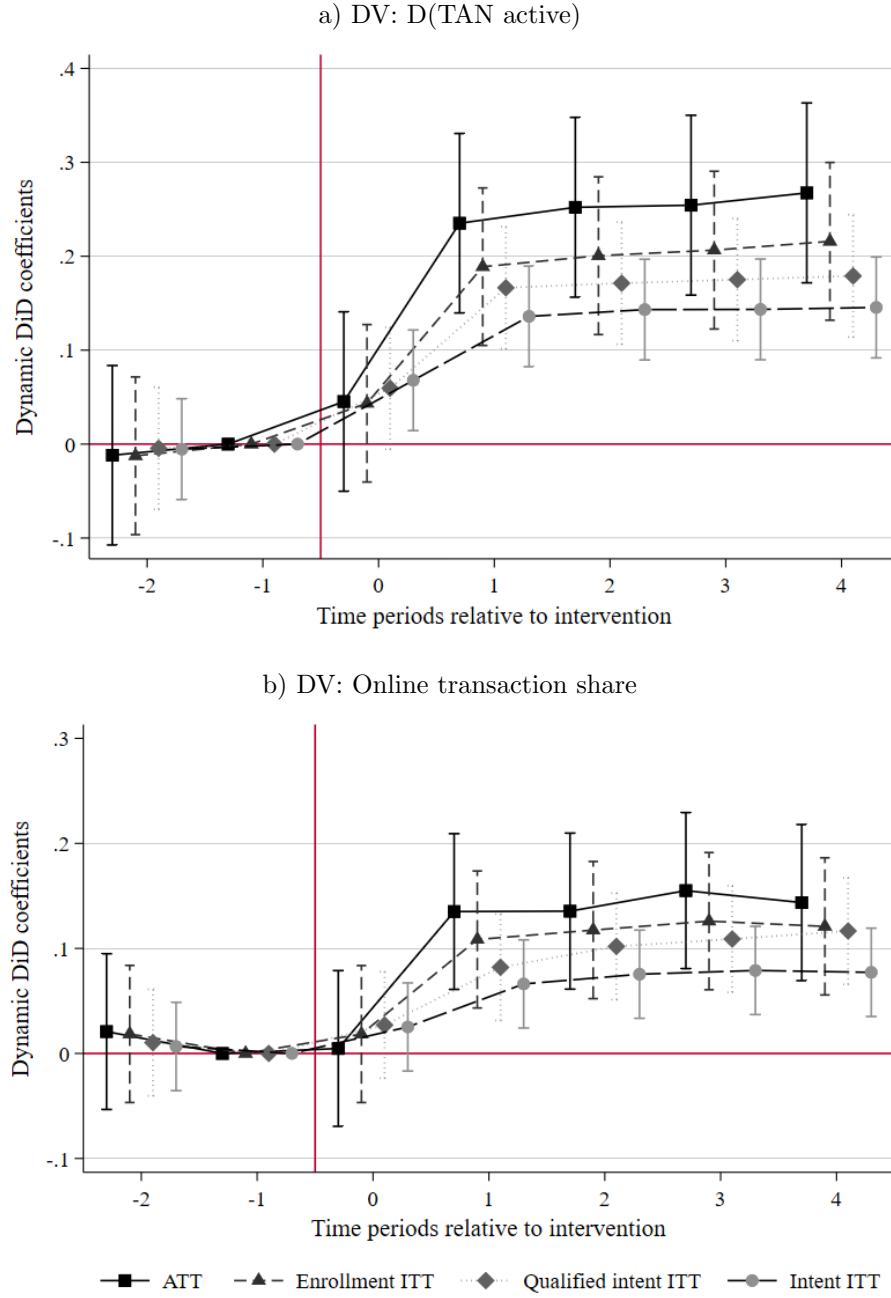 a) DV: D(TAN active)
.4
.3
.2
.1
0
-.1
Dynamic DiD coefficients
-2 -1 0 1 2 3 4
Time periods relative to intervention
b) DV: Online transaction share
.3
.2
.1
0
-.1
Dynamic DiD coefficients
-2 -1 0 1 2 3 4
Time periods relative to intervention
ATT Enrollment ITT Qualified intent ITT Intent ITT